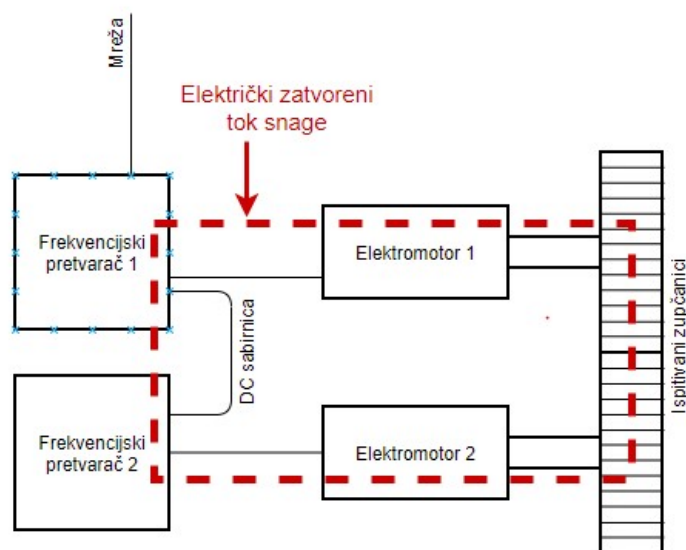 Mreža
Električki zatvoreni
tok snage
Frekvencijski
pretvarač 1
Elektromotor 1
DC sabirnica
Ispitivani zupčanici
Frekvencijski
pretvarač 2
Elektromotor 2